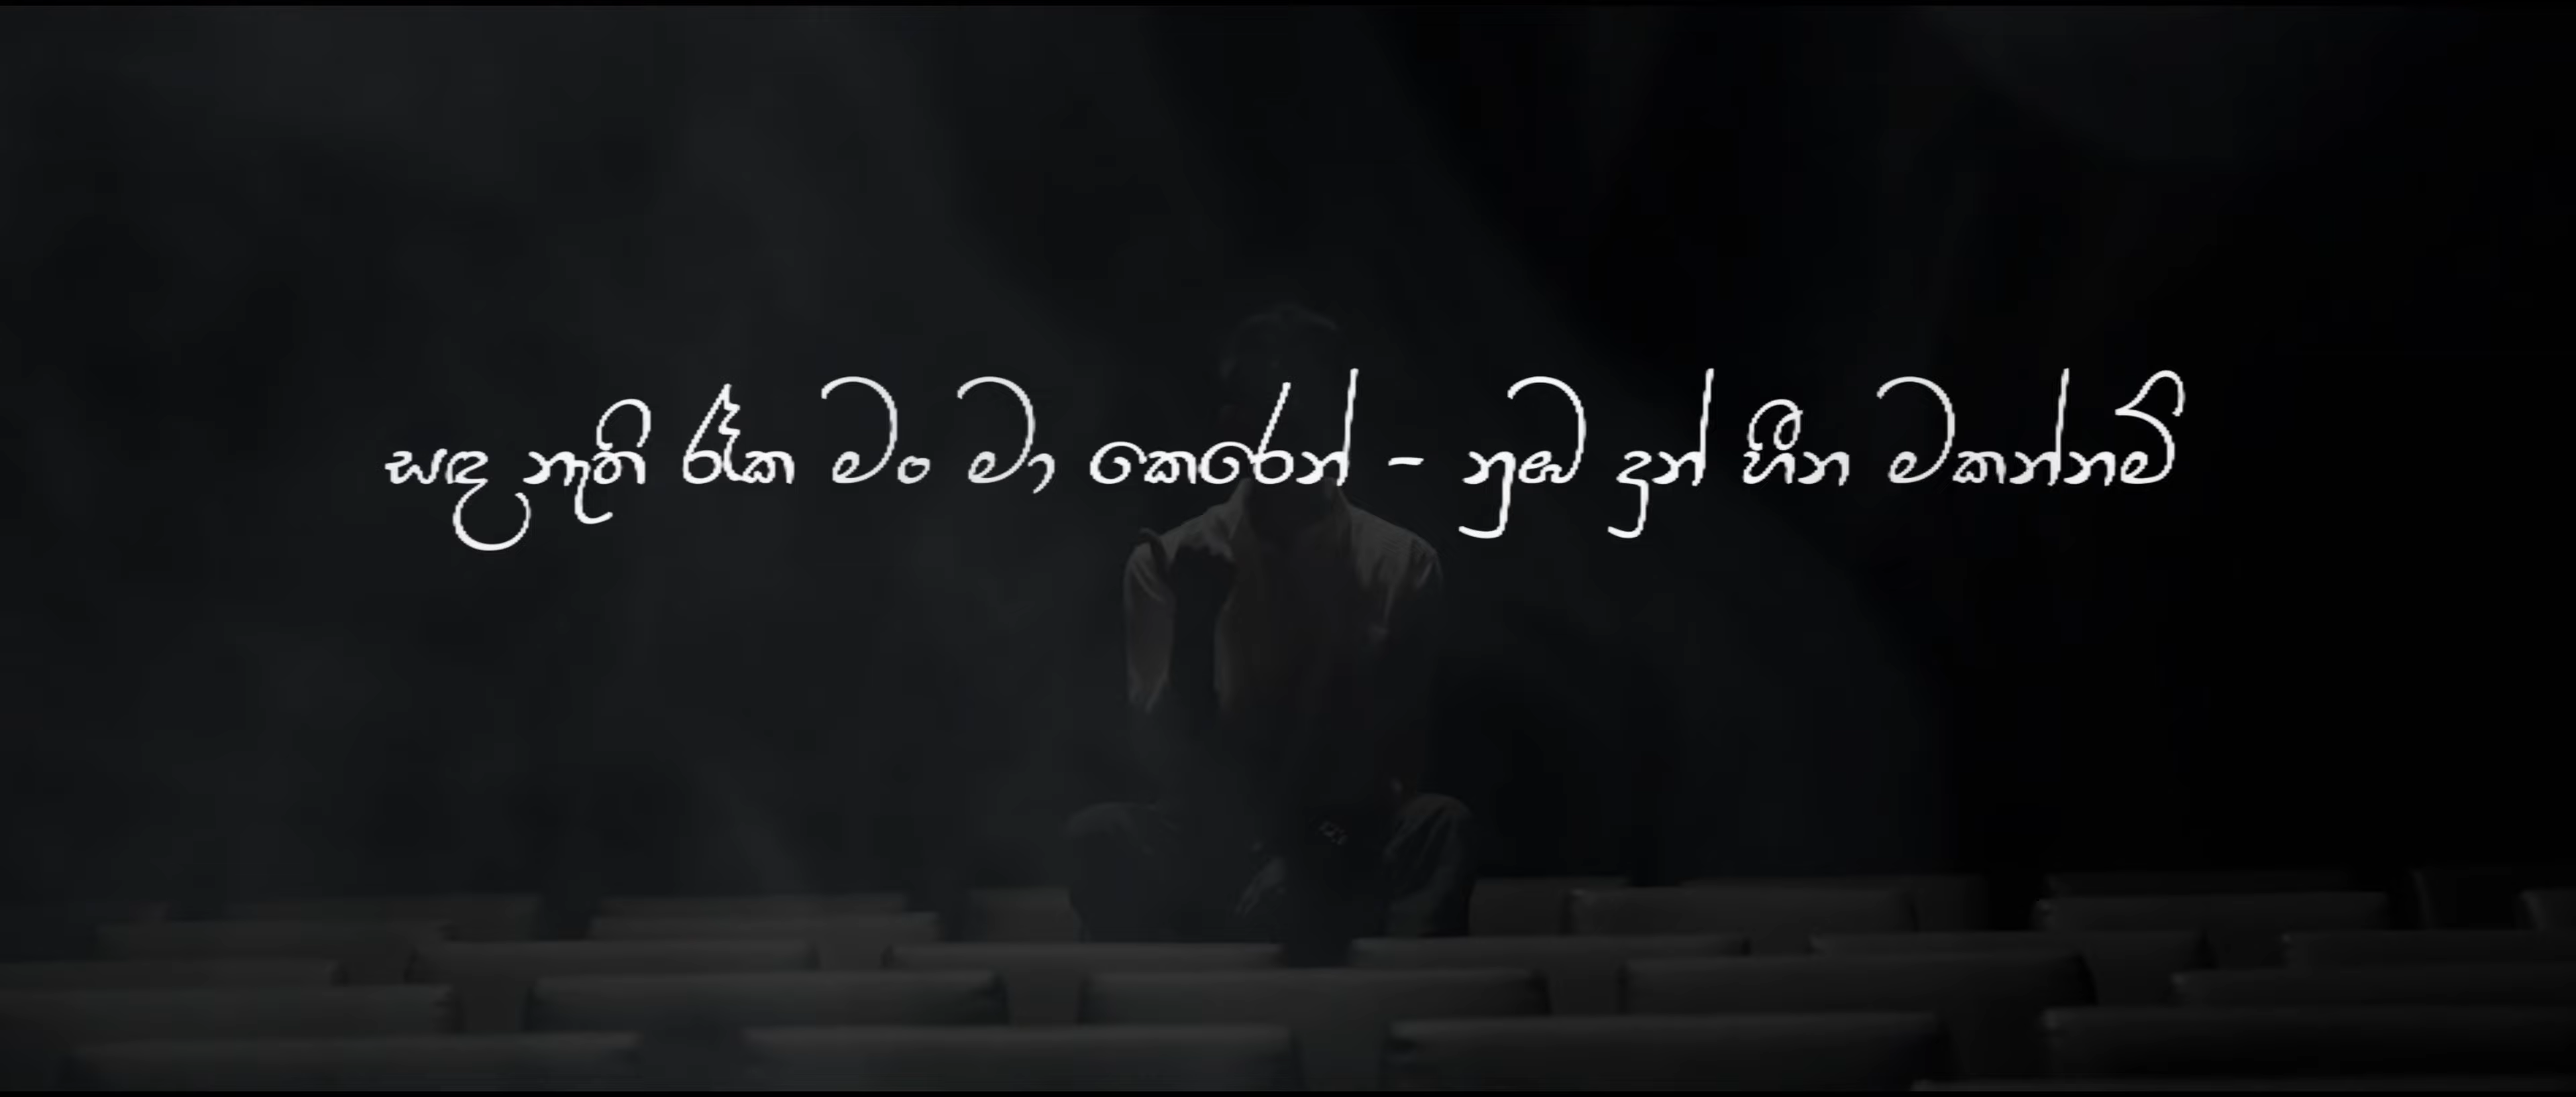 සඳ නැති රෑක මං මා කෙරෙන් - නුඹ දුන් හීන මකන්නම්